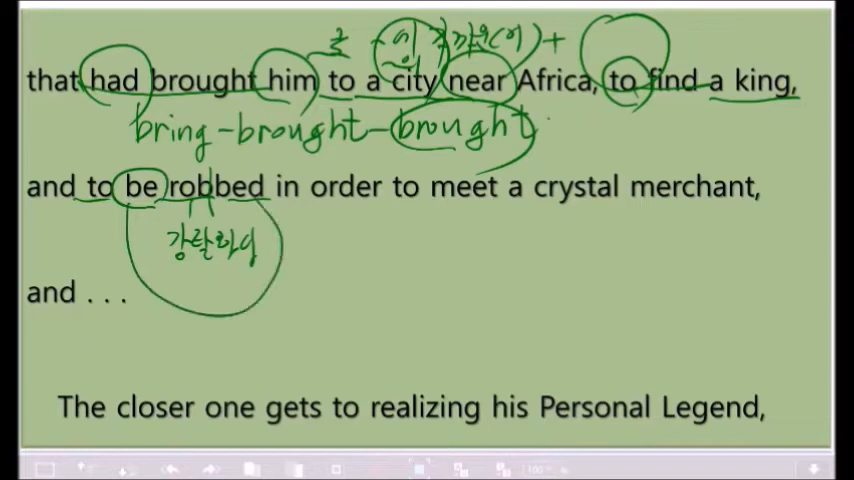 로
that had brought him to a city near Africa, to find a king,
bring - brought - brought
and to be robbed in order to meet a crystal merchant,
강탈하다
and . . .
The closer one gets to realizing his Personal Legend,